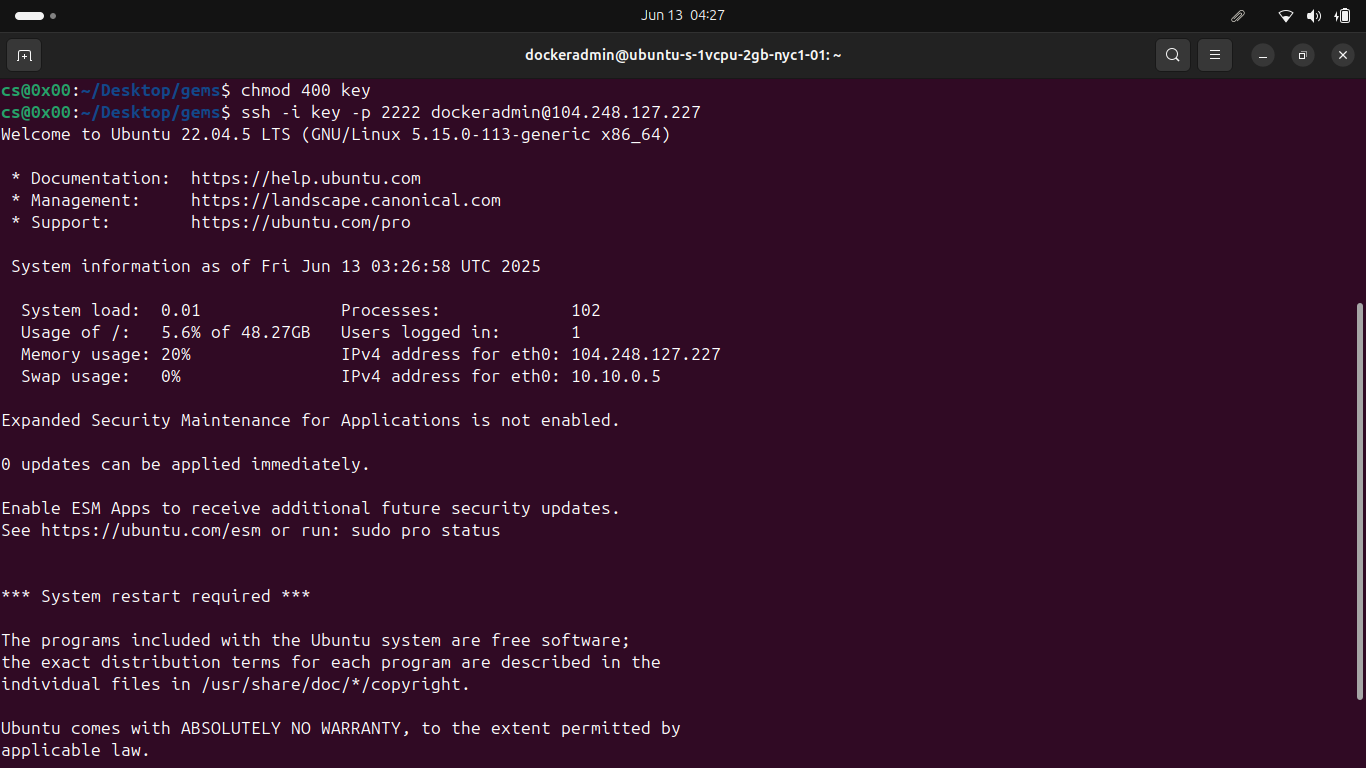 Jun 13 04:27
dockeradmin@ubuntu-s-1vcpu-2gb-nyc1-01: ~
cs@0x00:~/Desktop/gems$ chmod 400 key
cs@0x00:~/Desktop/gems$ ssh -i key -p 2222 dockeradmin@104.248.127.227
Welcome to Ubuntu 22.04.5 LTS (GNU/Linux 5.15.0-113-generic x86_64)
* Documentation:  https://help.ubuntu.com
* Management:     https://landscape.canonical.com
* Support:        https://ubuntu.com/pro
System information as of Fri Jun 13 03:26:58 UTC 2025
System load:  0.01              Processes:             102
Usage of /:   5.6% of 48.27GB   Users logged in:       1
Memory usage: 20%               IPv4 address for eth0: 104.248.127.227
Swap usage:   0%                IPv4 address for eth0: 10.10.0.5
Expanded Security Maintenance for Applications is not enabled.
0 updates can be applied immediately.
Enable ESM Apps to receive additional future security updates.
See https://ubuntu.com/esm or run: sudo pro status
*** System restart required ***
The programs included with the Ubuntu system are free software;
the exact distribution terms for each program are described in the
individual files in /usr/share/doc/*/copyright.
Ubuntu comes with ABSOLUTELY NO WARRANTY, to the extent permitted by
applicable law.